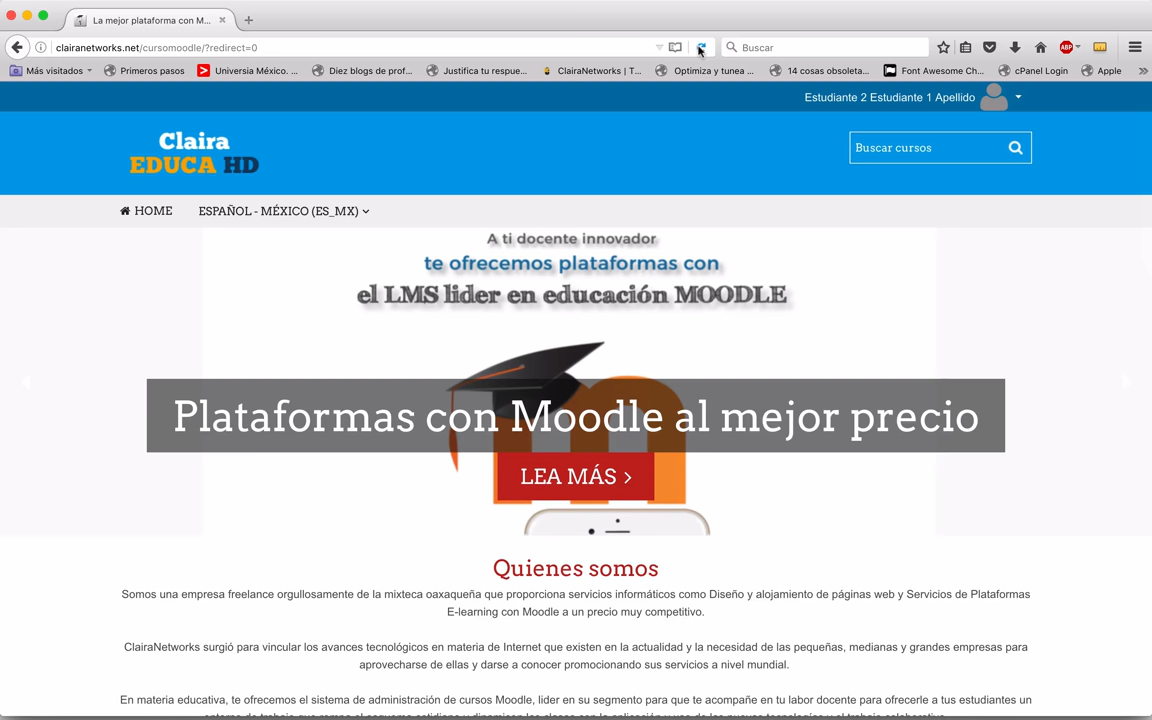 La mejor plataforma con M...
clairanetworks.net/cursomoodle/?redirect=0
Buscar
ABP
Más visitados
Primeros pasos
Universia México. ...
Diez blogs de prof...
Justifica tu respue...
ClairaNetworks | T...
Optimiza y tunea ...
14 cosas obsoleta...
Font Awesome Ch...
cPanel Login
Apple
Estudiante 2 Estudiante 1 Apellido
Claira
EDUCA HD
Buscar cursos
HOME
ESPAÑOL - MÉXICO (ES_MX)
A ti docente innovador
te ofrecemos plataformas con
el LMS lider en educación MOODLE
Plataformas con Moodle al mejor precio
LEA MÁS
Quienes somos
Somos una empresa freelance orgullosamente de la mixteca oaxaqueña que proporciona servicios informáticos como Diseño y alojamiento de páginas web y Servicios de Plataformas
E-learning con Moodle a un precio muy competitivo.
ClairaNetworks surgió para vincular los avances tecnológicos en materia de Internet que existen en la actualidad y la necesidad de las pequeñas, medianas y grandes empresas para
aprovecharse de ellas y darse a conocer promocionando sus servicios a nivel mundial.
En materia educativa, te ofrecemos el sistema de administración de cursos Moodle, lider en su segmento para que te acompañe en tu labor docente para ofrecerle a tus estudiantes un